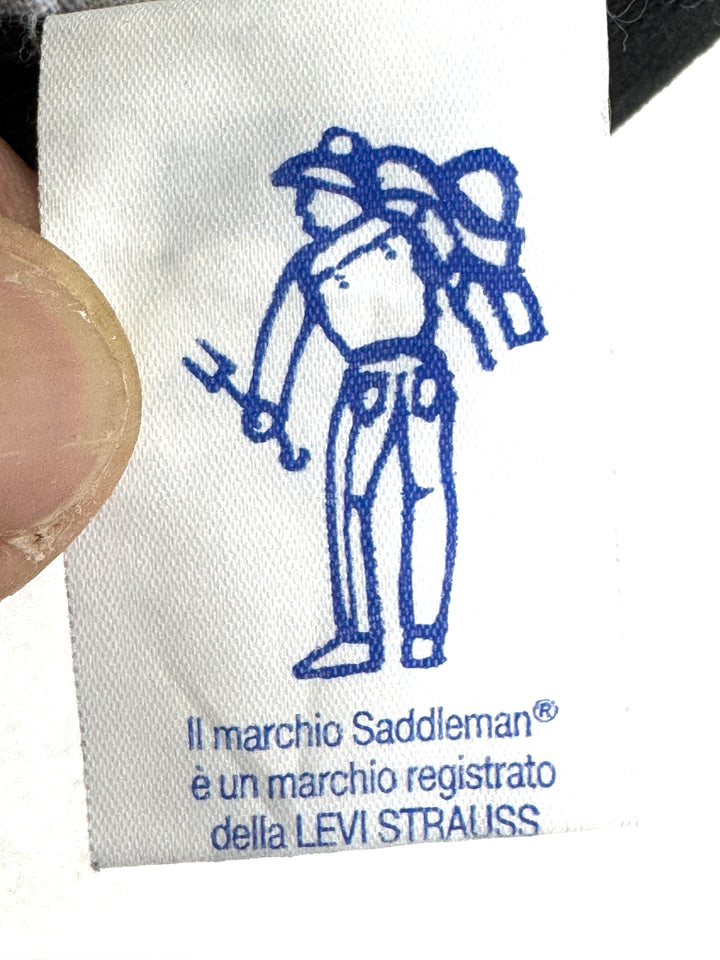 Il marchio Saddleman®
è un marchio registrato
della LEVI STRAUSS